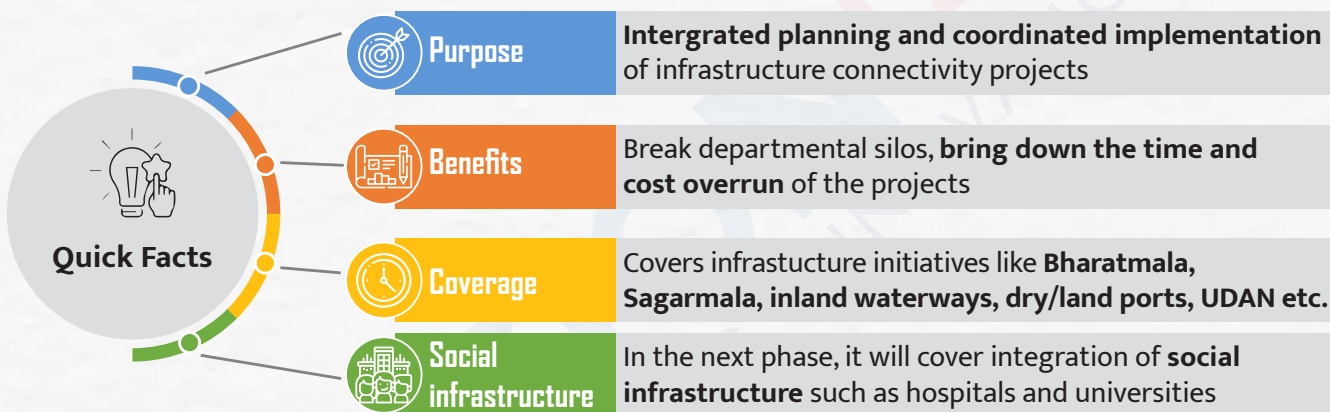 Quick Facts
Purpose
Intergrated planning and coordinated implementation
of infrastructure connectivity projects
Benefits
Break departmental silos, bring down the time and
cost overrun of the projects
Coverage
Covers infrastucture initiatives like Bharatmala,
Sagarmala, inland waterways, dry/land ports, UDAN etc.
Social
infrastructure
In the next phase, it will cover integration of social
infrastructure such as hospitals and universities